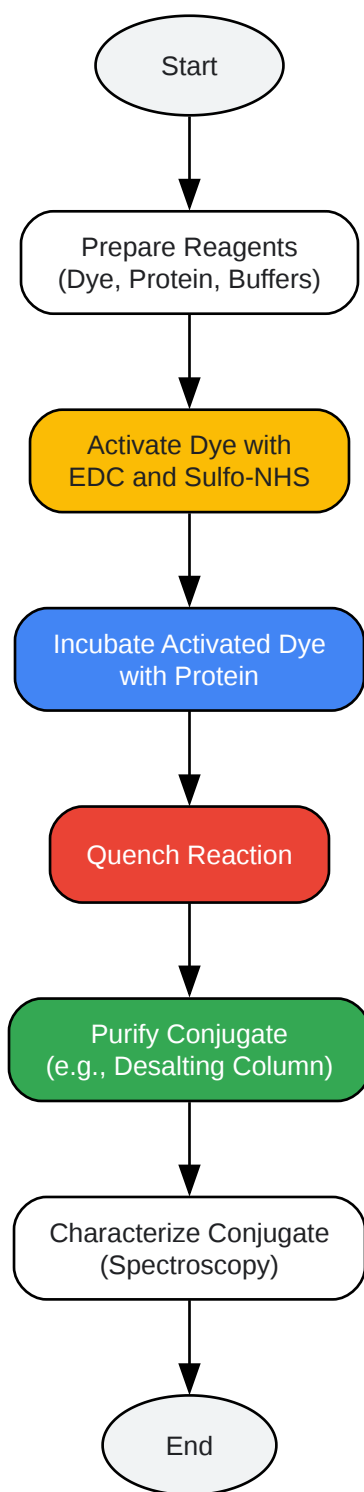 Start
Prepare Reagents
(Dye, Protein, Buffers)
Activate Dye with
EDC and Sulfo-NHS
Incubate Activated Dye
with Protein
Quench Reaction
Purify Conjugate
(e.g., Desalting Column)
Characterize Conjugate
(Spectroscopy)
End